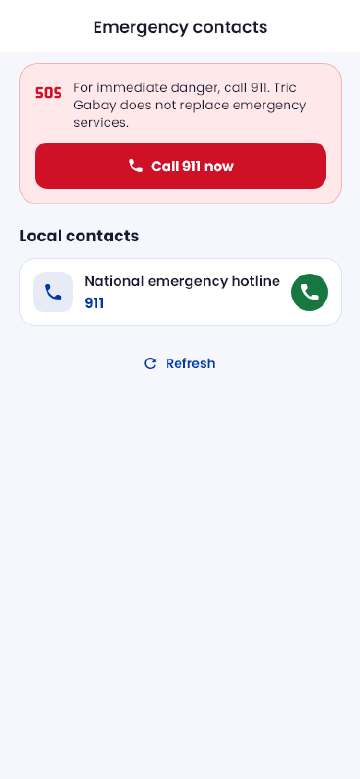 Emergency contacts
SOS
For immediate danger, call 911. Tric
Gabay does not replace emergency
services.
Call 911 now
Local contacts
National emergency hotline
911
Refresh